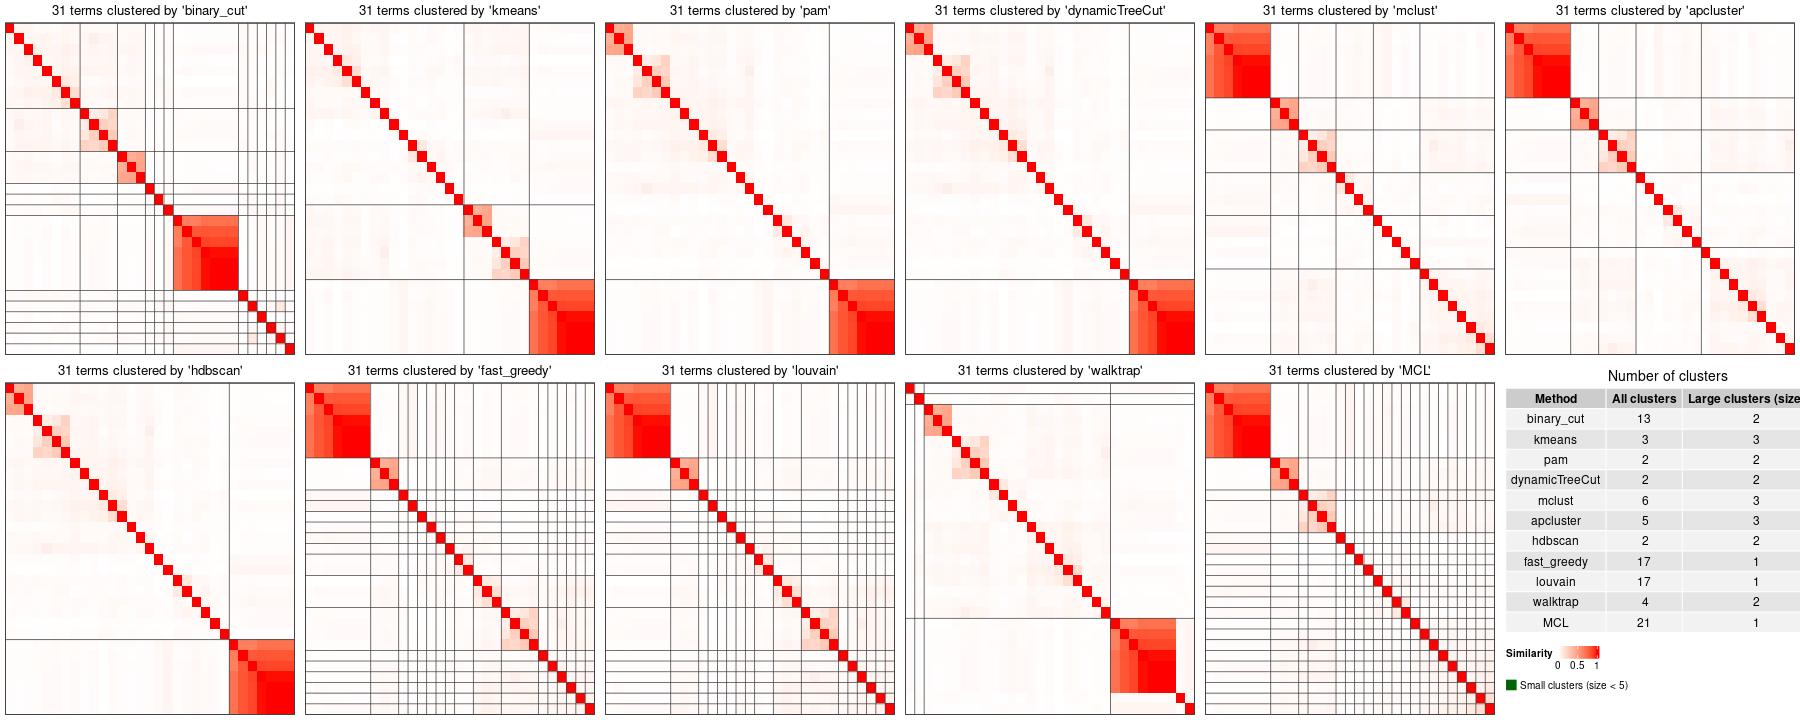 31 terms clustered by 'binary_cut'
31 terms clustered by 'kmeans'
31 terms clustered by 'pam'
31 terms clustered by 'dynamicTreeCut'
31 terms clustered by 'mclust'
31 terms clustered by 'apcluster'
31 terms clustered by 'hdbscan'
31 terms clustered by 'fast_greedy'
31 terms clustered by 'louvain'
31 terms clustered by 'walktrap'
31 terms clustered by 'MCL'
Number of clusters
Method All clusters Large clusters (size
binary_cut 13 2
kmeans 3 3
pam 2 2
dynamicTreeCut 2 2
mclust 6 3
apcluster 5 3
hdbscan 2 2
fast_greedy 17 1
louvain 17 1
walktrap 4 2
MCL 21 1
Similarity
0 0.5 1
Small clusters (size < 5)